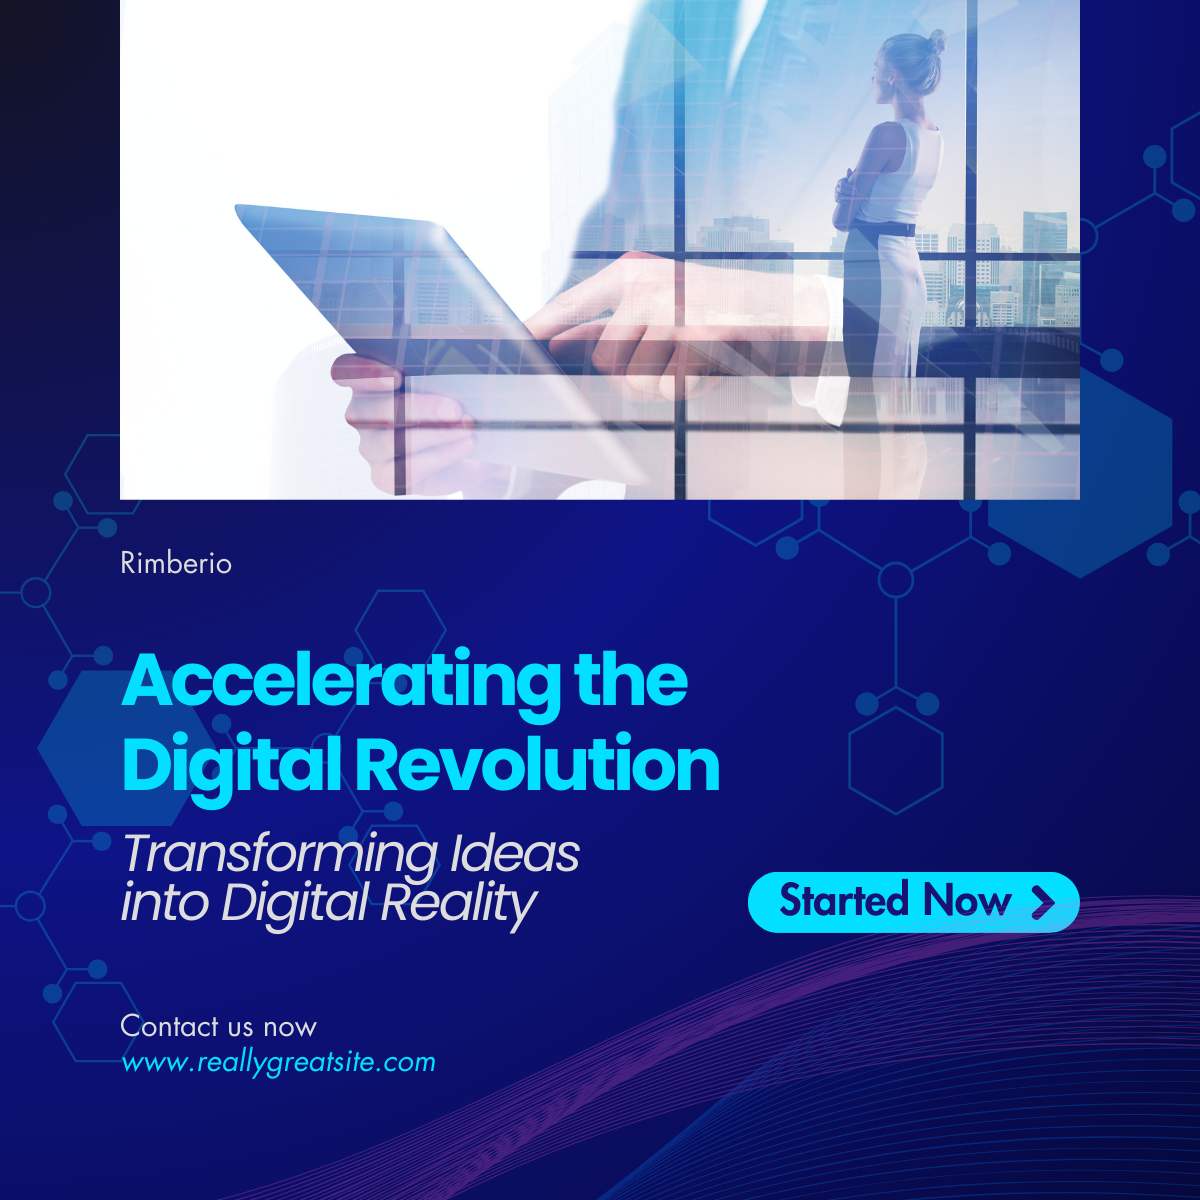 Rimberio
Accelerating the
Digital Revolution
Transforming Ideas
into Digital Reality
Started Now
Contact us now
www.reallygreatsite.com